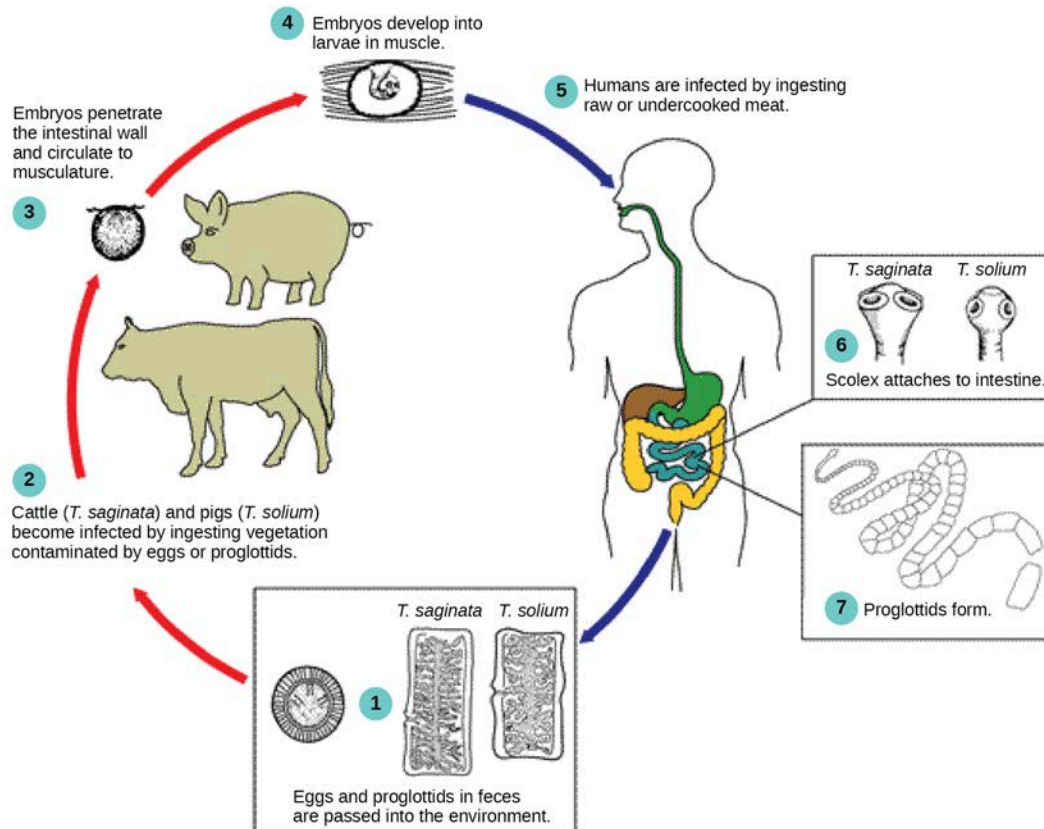 4
Embryos develop into
larvae in muscle.
5
Humans are infected by ingesting
raw or undercooked meat.
Embryos penetrate
the intestinal wall
and circulate to
musculature.
3
T. saginata
T. solium
6
Scolex attaches to intestine.
7
Proglottids form.
2
Cattle (T. saginata) and pigs (T. solium)
become infected by ingesting vegetation
contaminated by eggs or proglottids.
T. saginata
T. solium
1
Eggs and proglottids in feces
are passed into the environment.